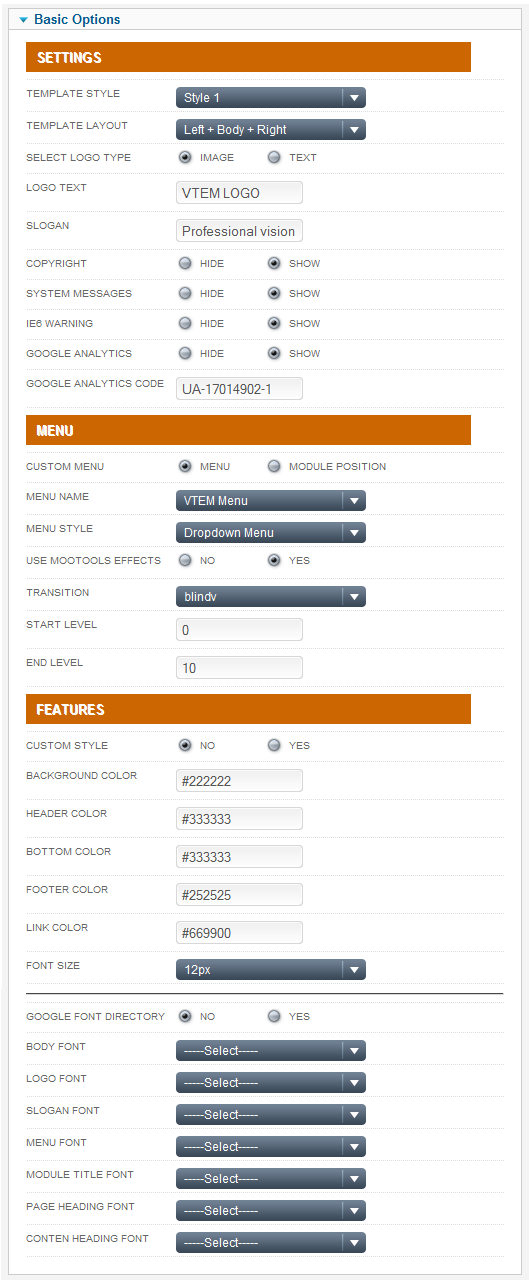 Basic Options
SETTINGS
TEMPLATE STYLE Style 1
TEMPLATE LAYOUT Left + Body + Right
SELECT LOGO TYPE IMAGE TEXT
LOGO TEXT VTEM LOGO
SLOGAN Professional vision
COPYRIGHT HIDE SHOW
SYSTEM MESSAGES HIDE SHOW
IE6 WARNING HIDE SHOW
GOOGLE ANALYTICS HIDE SHOW
GOOGLE ANALYTICS CODE UA-17014902-1
MENU
CUSTOM MENU MENU MODULE POSITION
MENU NAME VTEM Menu
MENU STYLE Dropdown Menu
USE MOOTOOLS EFFECTS NO YES
TRANSITION blindv
START LEVEL 0
END LEVEL 10
FEATURES
CUSTOM STYLE NO YES
BACKGROUND COLOR #222222
HEADER COLOR #333333
BOTTOM COLOR #333333
FOOTER COLOR #252525
LINK COLOR #669900
FONT SIZE 12px
GOOGLE FONT DIRECTORY NO YES
BODY FONT -----Select-----
LOGO FONT -----Select-----
SLOGAN FONT -----Select-----
MENU FONT -----Select-----
MODULE TITLE FONT -----Select-----
PAGE HEADING FONT -----Select-----
CONTEN HEADING FONT -----Select-----